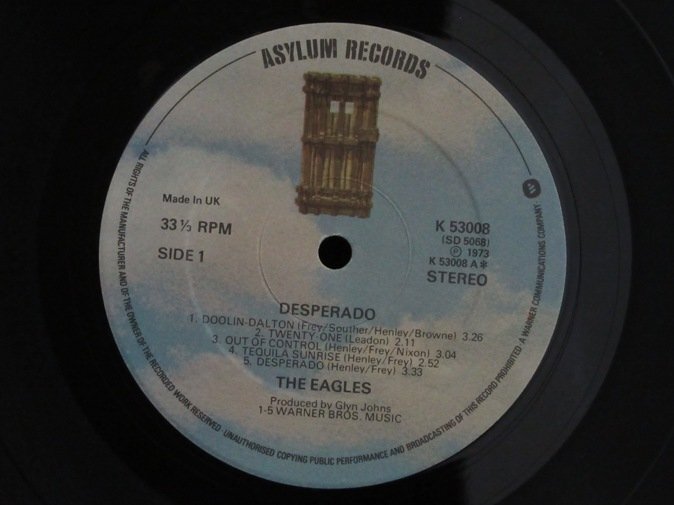 ASYLUM RECORDS
Made In UK
33 ⅓ RPM
SIDE 1
K 53008
(SD 5068)
℗ 1973
K 53008 A✻
STEREO
DESPERADO
1. DOOLIN-DALTON (Frey/Souther/Henley/Browne) 3.26
2. TWENTY-ONE (Leadon) 2.11
3. OUT OF CONTROL (Henley/Frey/Nixon) 3.04
4. TEQUILA SUNRISE (Henley/Frey) 2.52
5. DESPERADO (Henley/Frey) 3.33
THE EAGLES
Produced by Glyn Johns
1-5 WARNER BROS. MUSIC
ALL RIGHTS OF THE MANUFACTURER AND OF THE OWNER OF THE RECORDED WORK RESERVED · UNAUTHORISED COPYING PUBLIC PERFORMANCE AND BROADCASTING OF THIS RECORD PROHIBITED A WARNER COMMUNICATIONS COMPANY